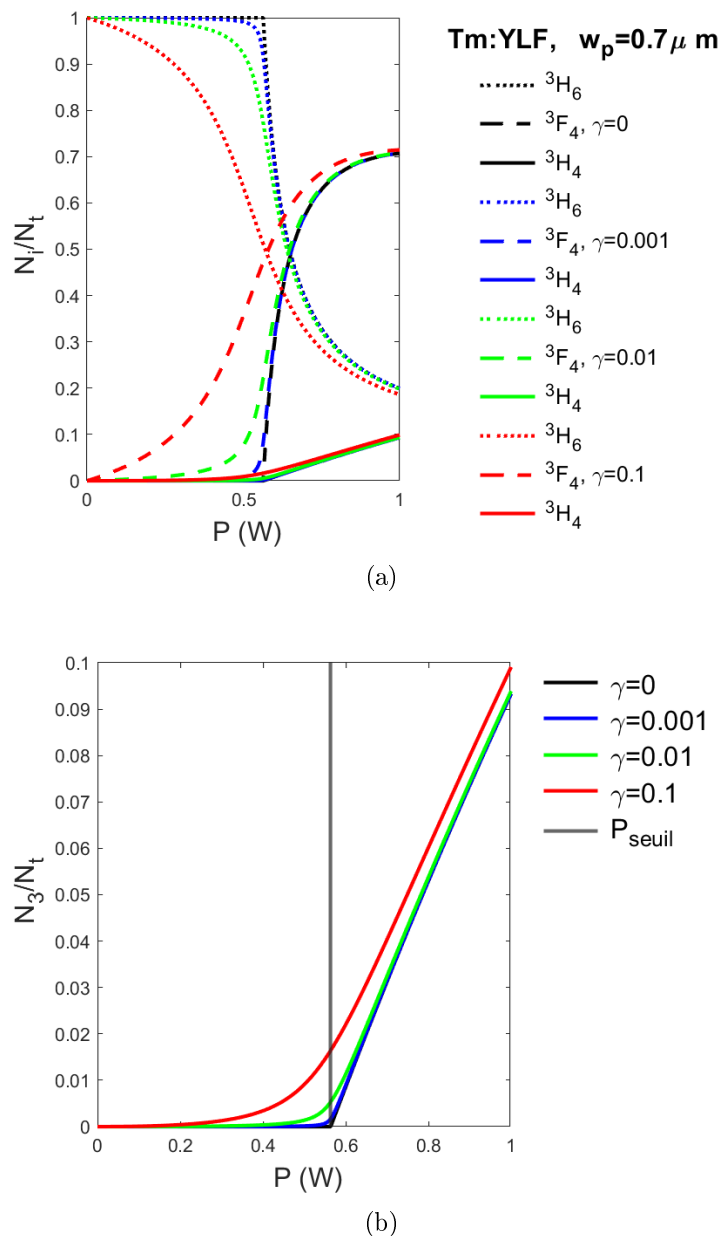 Tm:YLF, w_p=0.7μ m
1
0.9
0.8
0.7
0.6
0.5
0.4
0.3
0.2
0.1
0
N_i/N_t
0
0.5
1
P (W)
³H₆
³F₄, γ=0
³H₄
³H₆
³F₄, γ=0.001
³H₄
³H₆
³F₄, γ=0.01
³H₄
³H₆
³F₄, γ=0.1
³H₄
(a)
0.1
0.09
0.08
0.07
0.06
0.05
0.04
0.03
0.02
0.01
0
N₃/N_t
0
0.2
0.4
0.6
0.8
1
P (W)
γ=0
γ=0.001
γ=0.01
γ=0.1
P_seuil
(b)